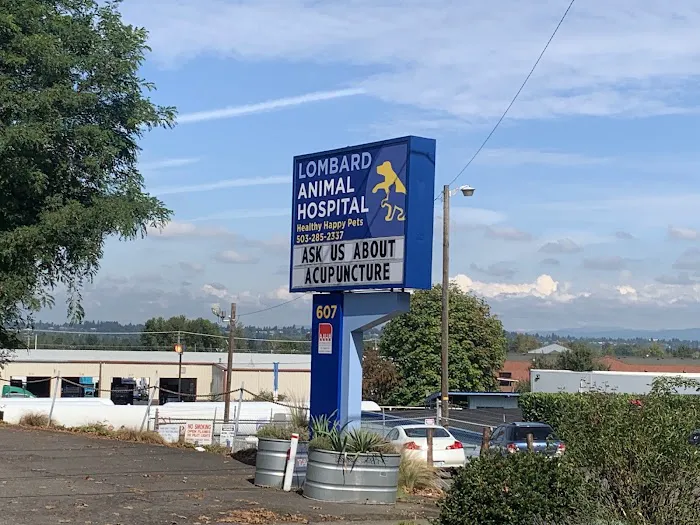 LOMBARD
ANIMAL
HOSPITAL
Healthy Happy Pets
503-285-2337
ASK US ABOUT
ACUPUNCTURE
607
NO SMOKING